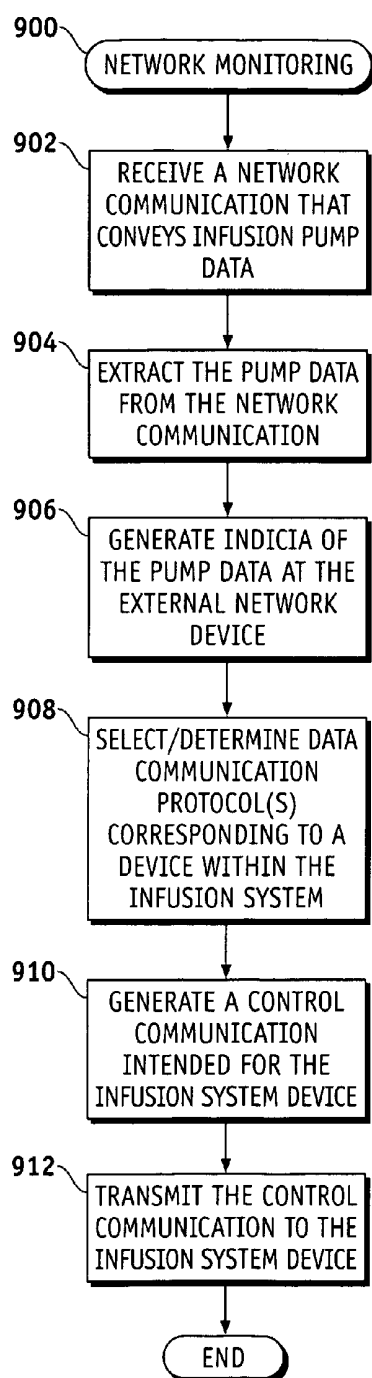 900
NETWORK MONITORING
902
RECEIVE A NETWORK
COMMUNICATION THAT
CONVEYS INFUSION PUMP
DATA
904
EXTRACT THE PUMP DATA
FROM THE NETWORK
COMMUNICATION
906
GENERATE INDICIA OF
THE PUMP DATA AT THE
EXTERNAL NETWORK
DEVICE
908
SELECT/DETERMINE DATA
COMMUNICATION
PROTOCOL(S)
CORRESPONDING TO A
DEVICE WITHIN THE
INFUSION SYSTEM
910
GENERATE A CONTROL
COMMUNICATION
INTENDED FOR THE
INFUSION SYSTEM DEVICE
912
TRANSMIT THE CONTROL
COMMUNICATION TO THE
INFUSION SYSTEM DEVICE
END